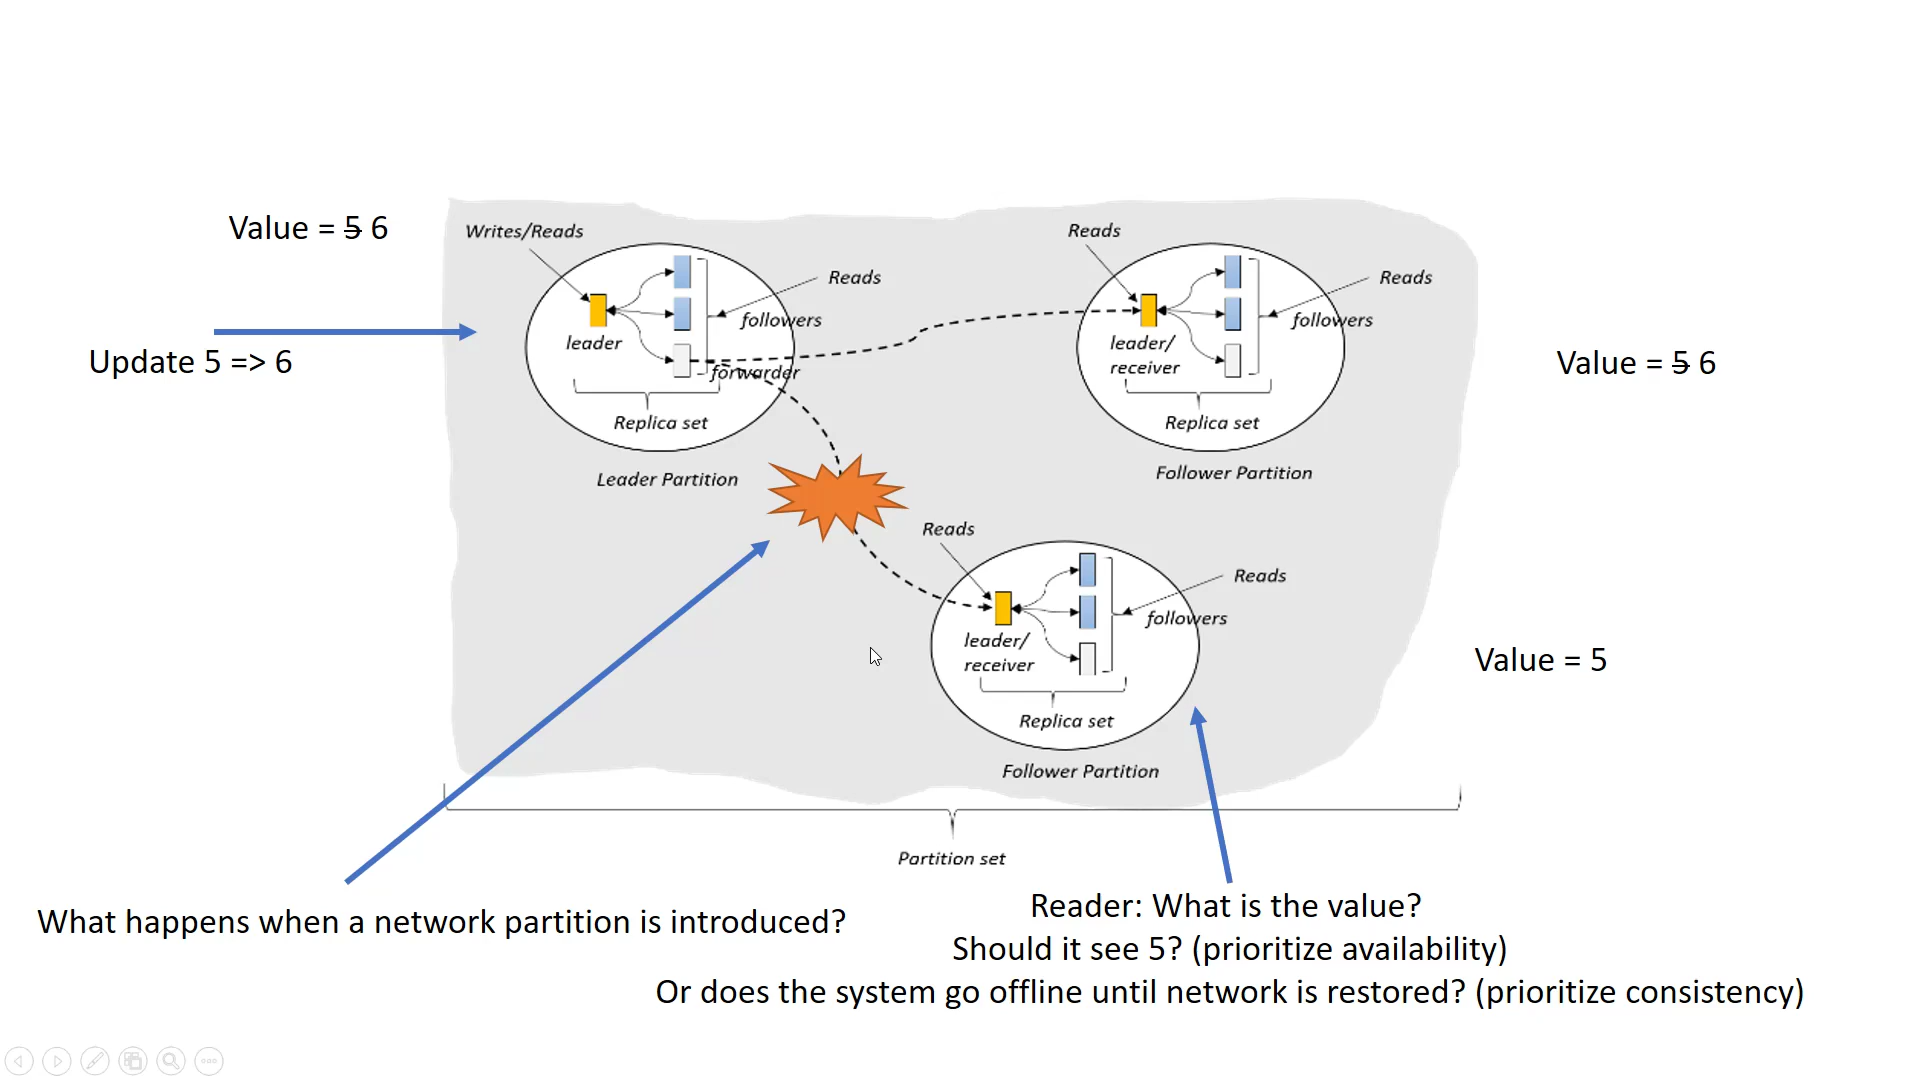 Value = 5 6
Update 5 => 6
Writes/Reads
Reads
leader
followers
forwarder
Replica set
Leader Partition
Reads
Reads
leader/
receiver
followers
Replica set
Follower Partition
Value = 5 6
Reads
Reads
leader/
receiver
followers
Replica set
Follower Partition
Value = 5
Partition set
What happens when a network partition is introduced?
Reader: What is the value?
Should it see 5? (prioritize availability)
Or does the system go offline until network is restored? (prioritize consistency)